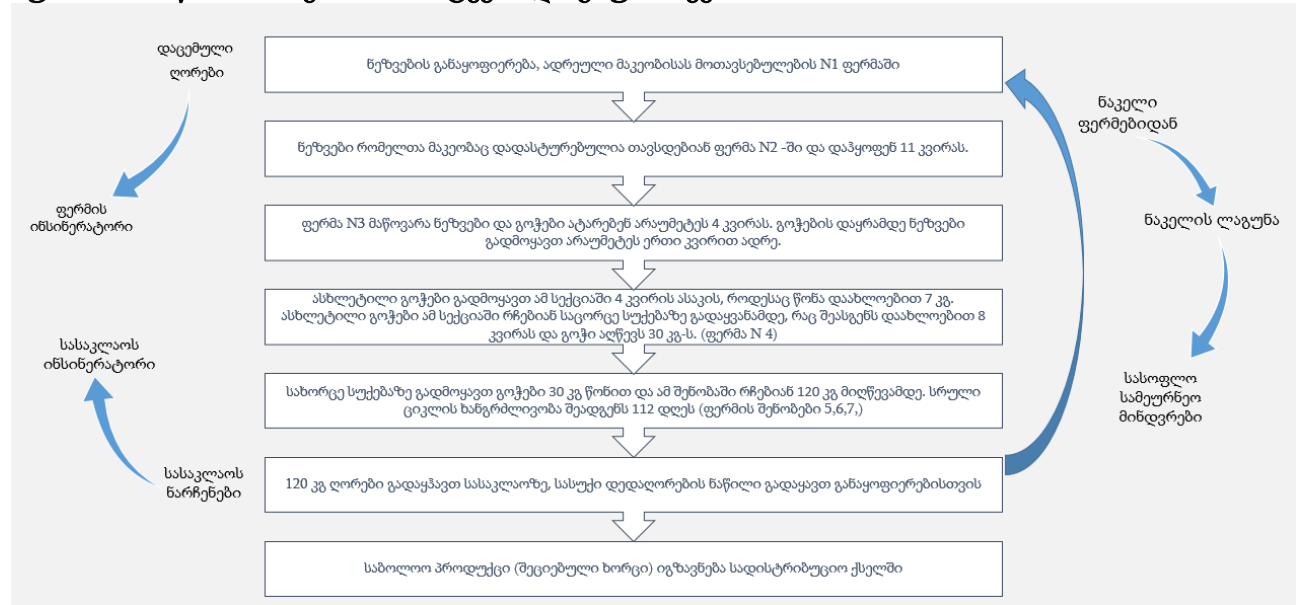 დაცემული
ღორები
ფერმის
ინსინერატორი
ნეზვების განაყოფიერება, ადრეული მაკეობისას მოთავსებულების N1 ფერმაში
ნეზვები რომელთა მაკეობაც დადასტურებულია თავსდებიან ფერმა N2 -ში და დაჰყოფენ 11 კვირას.
ფერმა N3 მაწოვარა ნეზვები და გოჭები ატარებენ არაუმეტეს 4 კვირას. გოჭების დაყრამდე ნეზვები
გადმოყავთ არაუმეტეს ერთი კვირით ადრე.
ასხლეტილი გოჭები გადმოყავთ ამ სექციაში 4 კვირის ასაკის, როდესაც წონა დაახლოებით 7 კგ.
ასხლეტილი გოჭები ამ სექციაში რჩებიან საცორცე სუქებაზე გადაყვანამდე, რაც შეასგენს დაახლოებით 8
კვირას და გოჭი აღწევს 30 კგ-ს. (ფერმა N 4)
სახორცე სუქებაზე გადმოყავთ გოჭები 30 კგ წონით და ამ შენობაში რჩებიან 120 კგ მიღწევამდე. სრული
ციკლის ხანგრძლივობა შეადგენს 112 დღეს (ფერმის შენობები 5,6,7,)
120 კგ ღორები გადაყჰავთ სასაკლაოზე, სასუქი დედაღორების ნაწილი გადაყავთ განაყოფიერებისთვის
საბოლოო პროდუქცი (შეციებული ხორცი) იგზავნება სადისტრიბუციო ქსელში
სასაკლაოს
ინსინერატორი
სასაკლაოს
ნარჩენები
ნაკელი
ფერმებიდან
ნაკელის ლაგუნა
სასოფლო
სამეურნეო
მინდვრები